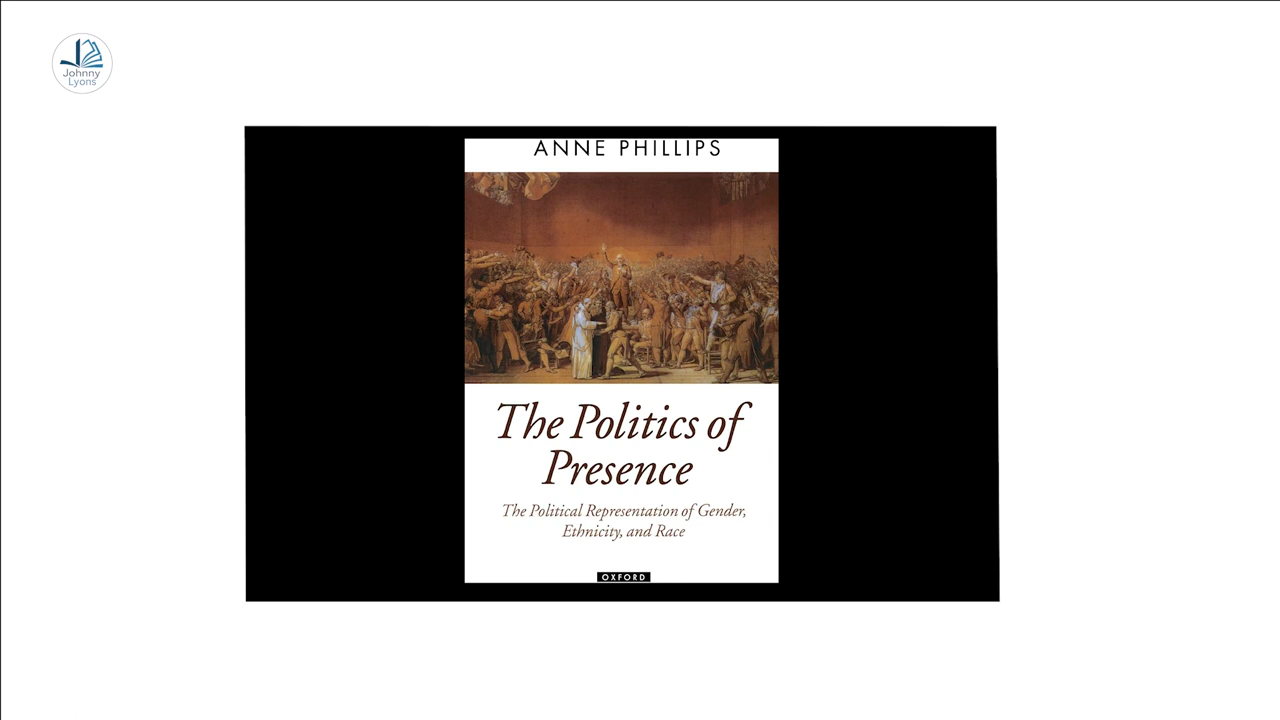 Johnny
Lyons
ANNE PHILLIPS
The Politics of
Presence
The Political Representation of Gender,
Ethnicity, and Race
OXFORD